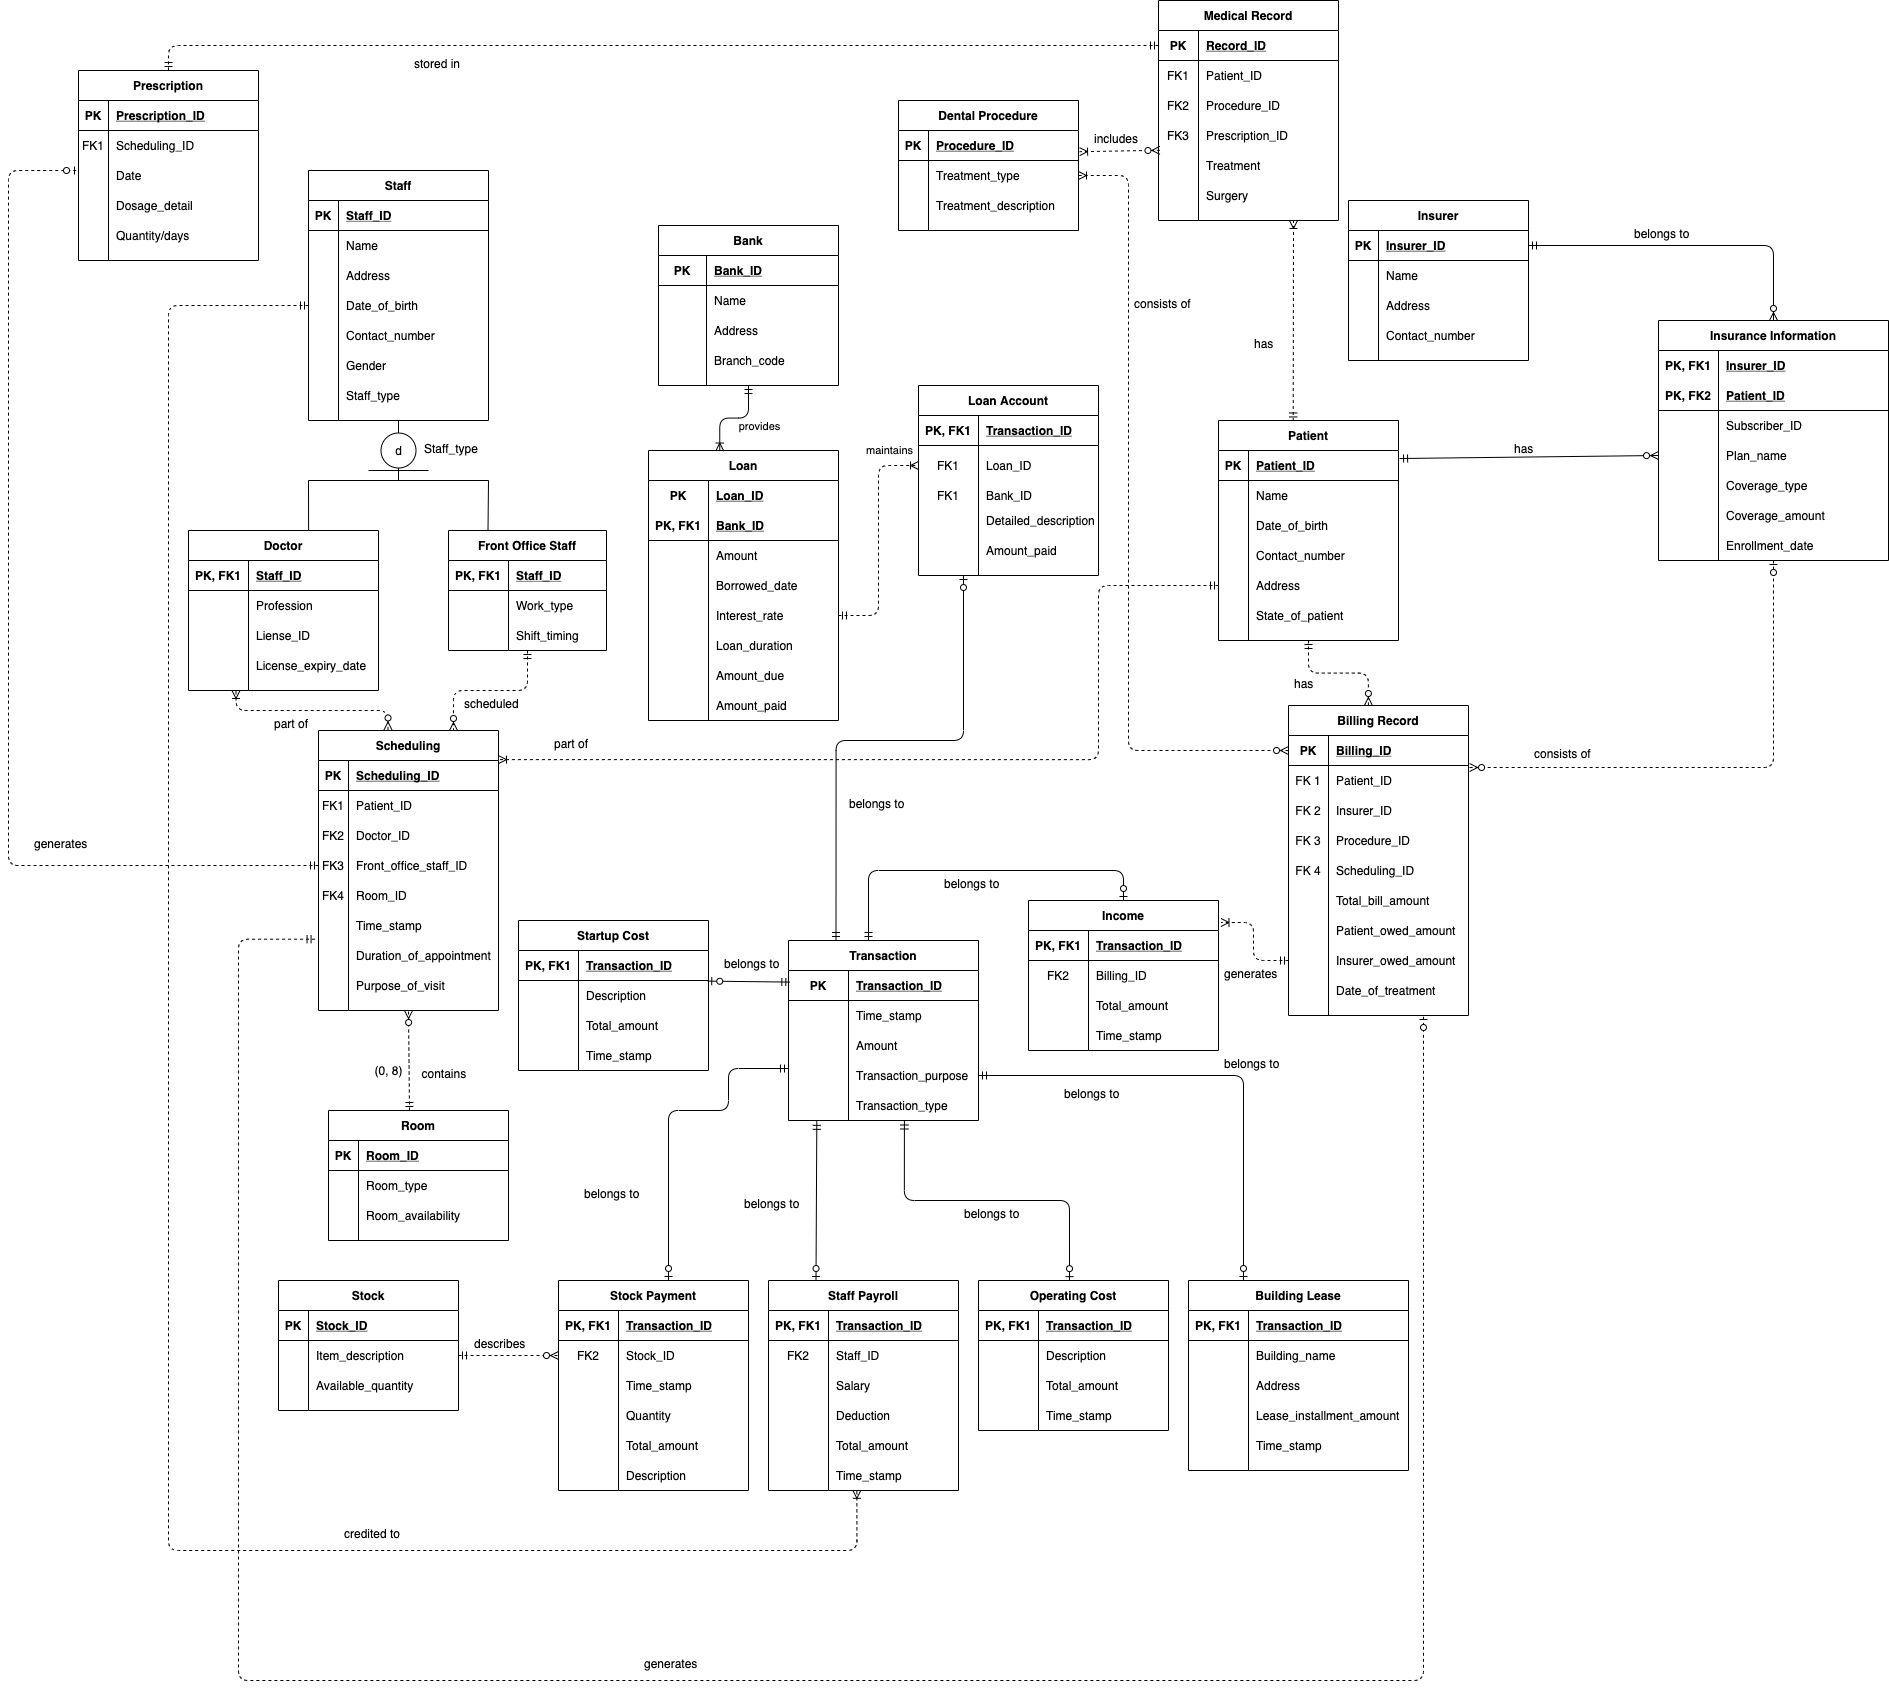 Medical Record
PK Record_ID
FK1 Patient_ID
FK2 Procedure_ID
FK3 Prescription_ID
Treatment
Surgery
stored in
Prescription
PK Prescription_ID
FK1 Scheduling_ID
Date
Dosage_detail
Quantity/days
Dental Procedure
PK Procedure_ID
Treatment_type
Treatment_description
includes
Staff
PK Staff_ID
Name
Address
Date_of_birth
Contact_number
Gender
Staff_type
d
Staff_type
Bank
PK Bank_ID
Name
Address
Branch_code
provides
consists of
has
Insurer
PK Insurer_ID
Name
Address
Contact_number
belongs to
Insurance Information
PK, FK1 Insurer_ID
PK, FK2 Patient_ID
Subscriber_ID
Plan_name
Coverage_type
Coverage_amount
Enrollment_date
Loan Account
PK, FK1 Transaction_ID
FK1 Loan_ID
FK1 Bank_ID
Detailed_description
Amount_paid
maintains
Loan
PK Loan_ID
PK, FK1 Bank_ID
Amount
Borrowed_date
Interest_rate
Loan_duration
Amount_due
Amount_paid
Patient
PK Patient_ID
Name
Date_of_birth
Contact_number
Address
State_of_patient
has
has
Doctor
PK, FK1 Staff_ID
Profession
Liense_ID
License_expiry_date
Front Office Staff
PK, FK1 Staff_ID
Work_type
Shift_timing
scheduled
part of
part of
Scheduling
PK Scheduling_ID
FK1 Patient_ID
FK2 Doctor_ID
FK3 Front_office_staff_ID
FK4 Room_ID
Time_stamp
Duration_of_appointment
Purpose_of_visit
generates
Billing Record
PK Billing_ID
FK 1 Patient_ID
FK 2 Insurer_ID
FK 3 Procedure_ID
FK 4 Scheduling_ID
Total_bill_amount
Patient_owed_amount
Insurer_owed_amount
Date_of_treatment
consists of
belongs to
belongs to
Income
PK, FK1 Transaction_ID
FK2 Billing_ID
Total_amount
Time_stamp
generates
Startup Cost
PK, FK1 Transaction_ID
Description
Total_amount
Time_stamp
belongs to
Transaction
PK Transaction_ID
Time_stamp
Amount
Transaction_purpose
Transaction_type
belongs to
belongs to
(0, 8)
contains
Room
PK Room_ID
Room_type
Room_availability
belongs to
belongs to
belongs to
Stock
PK Stock_ID
Item_description
Available_quantity
describes
Stock Payment
PK, FK1 Transaction_ID
FK2 Stock_ID
Time_stamp
Quantity
Total_amount
Description
Staff Payroll
PK, FK1 Transaction_ID
FK2 Staff_ID
Salary
Deduction
Total_amount
Time_stamp
Operating Cost
PK, FK1 Transaction_ID
Description
Total_amount
Time_stamp
Building Lease
PK, FK1 Transaction_ID
Building_name
Address
Lease_installment_amount
Time_stamp
credited to
generates